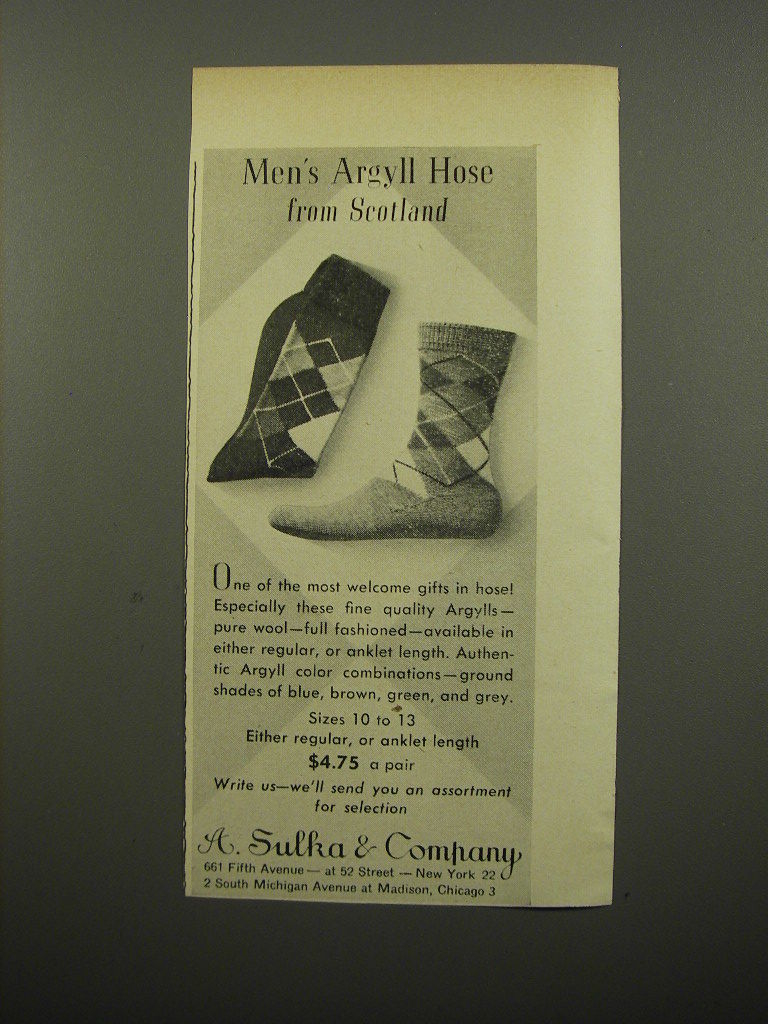 Men's Argyll Hose
from Scotland
One of the most welcome gifts in hose!
Especially these fine quality Argylls—
pure wool—full fashioned—available in
either regular, or anklet length. Authen-
tic Argyll color combinations—ground
shades of blue, brown, green, and grey.
Sizes 10 to 13
Either regular, or anklet length
$4.75 a pair
Write us—we'll send you an assortment
for selection
A. Sulka & Company
661 Fifth Avenue — at 52 Street — New York 22
2 South Michigan Avenue at Madison, Chicago 3